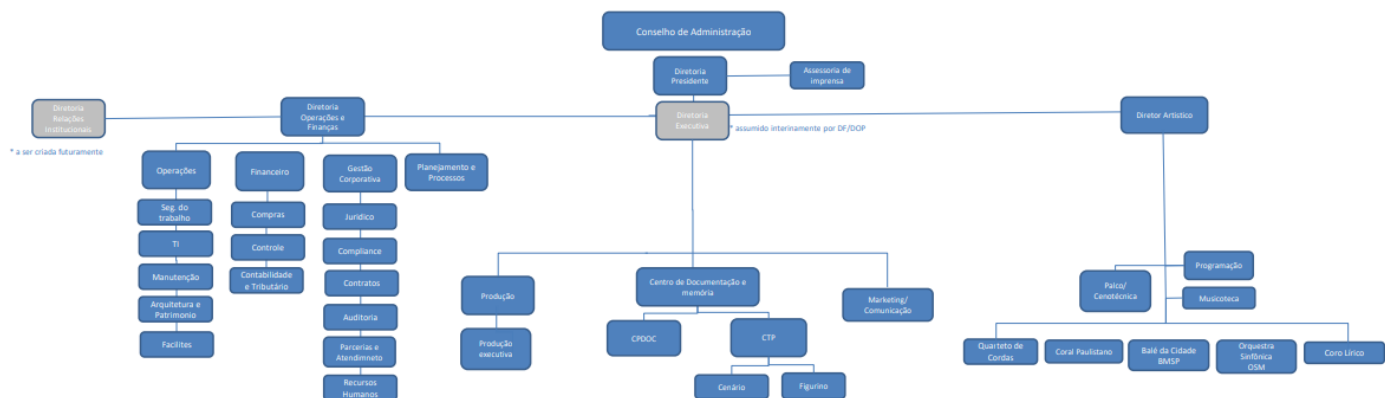 Conselho de Administração
Diretoria
Presidente
Assessoria de
imprensa
Diretoria
Relações
Institucionais
Diretoria
Operações e
Finanças
Diretoria
Executiva
Diretor Artístico
* assumido interinamente por DF/DOP
* a ser criada futuramente
Operações
Financeiro
Gestão
Corporativa
Planejamento e
Processos
Seg. do
trabalho
Compras
Jurídico
TI
Controle
Compliance
Manutenção
Contabilidade
e Tributário
Contratos
Arquitetura e
Patrimonio
Auditoria
Facilites
Parcerias e
Atendimneto
Recursos
Humanos
Produção
Centro de Documentação e
memória
Marketing/
Comunicação
Produção
executiva
CPDOC
CTP
Cenário
Figurino
Programação
Palco/
Cenotécnica
Musicoteca
Quarteto de
Cordas
Coral Paulistano
Balé da Cidade
BMSP
Orquestra
Sinfônica
OSM
Coro Lírico